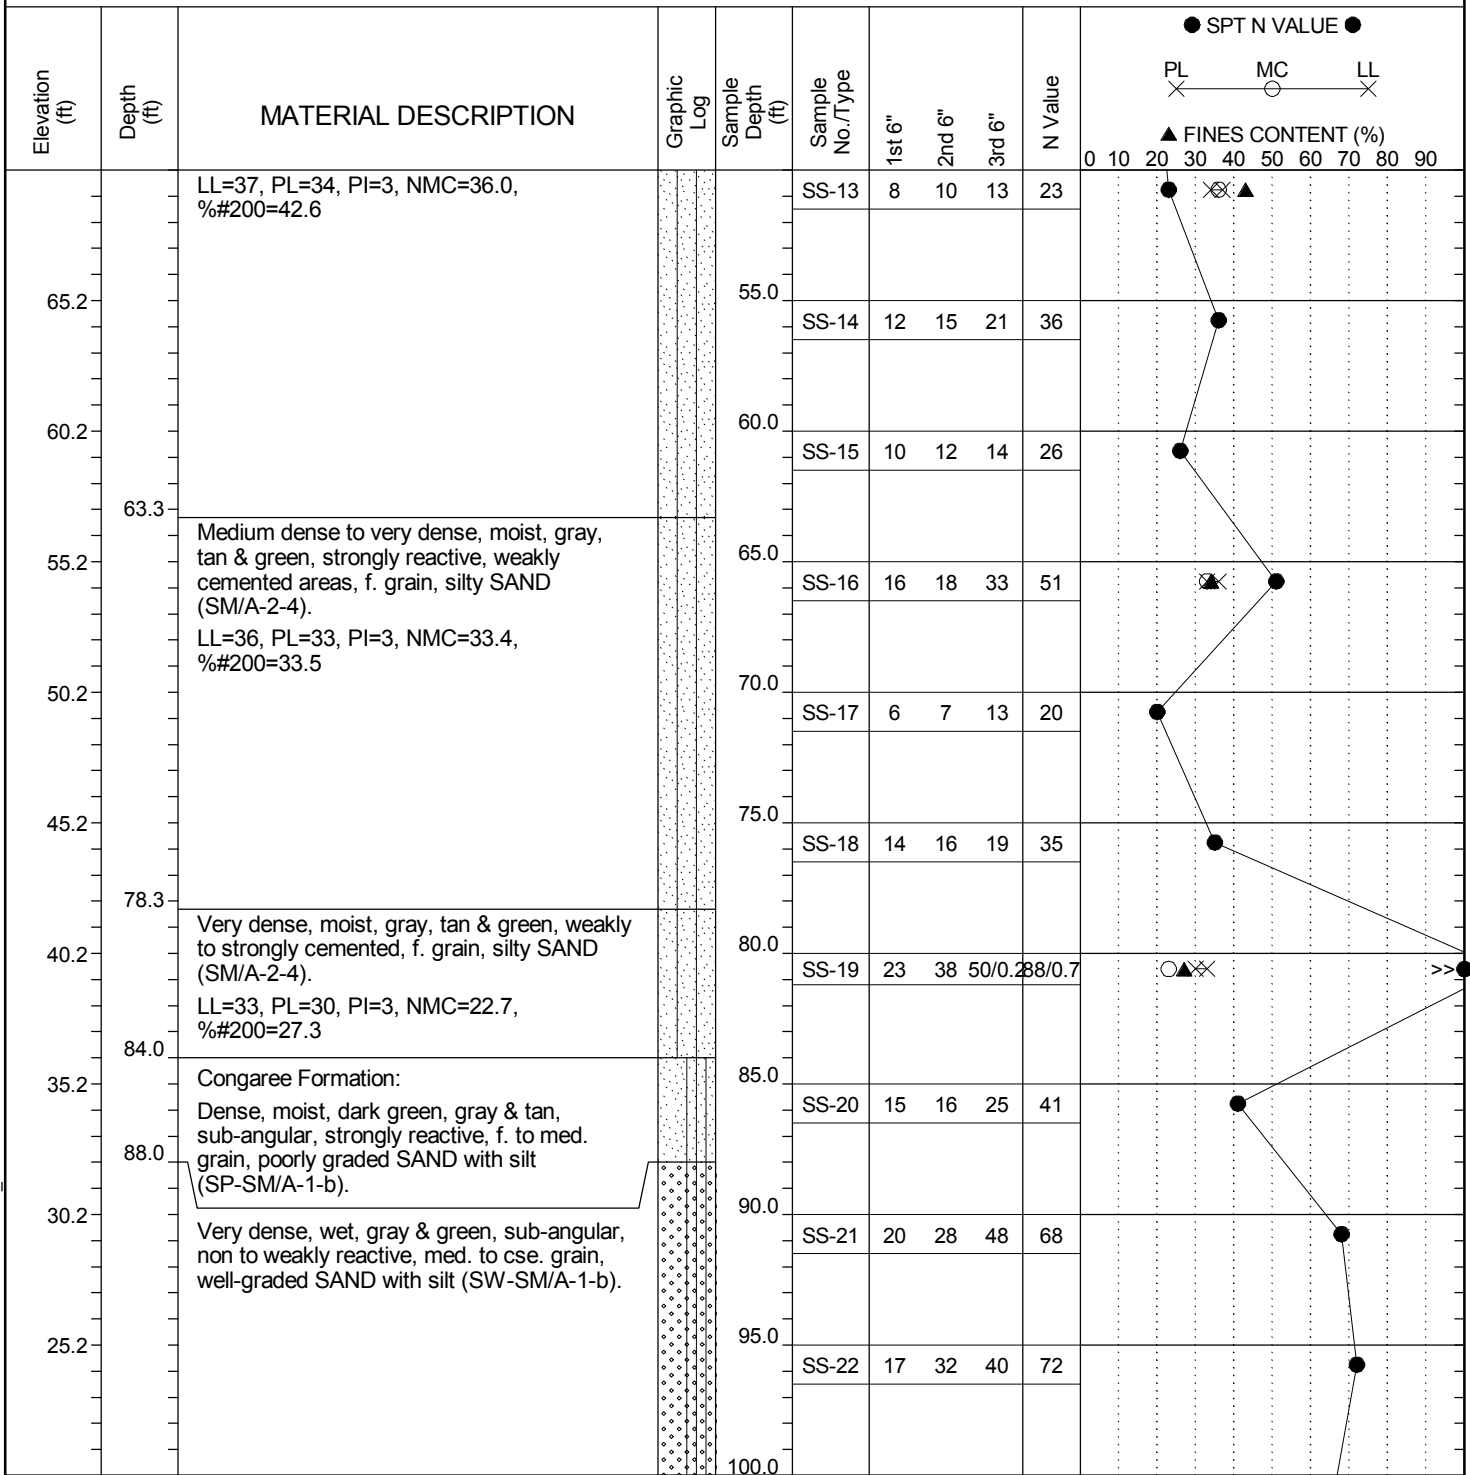 ● SPT N VALUE ●
PL MC LL
▲ FINES CONTENT (%)
0 10 20 30 40 50 60 70 80 90
Elevation (ft)
Depth (ft)
MATERIAL DESCRIPTION
Graphic Log
Sample Depth (ft)
Sample No./Type
1st 6"
2nd 6"
3rd 6"
N Value
LL=37, PL=34, PI=3, NMC=36.0,
%#200=42.6
SS-13 8 10 13 23
65.2 55.0
SS-14 12 15 21 36
60.2 60.0
SS-15 10 12 14 26
63.3
Medium dense to very dense, moist, gray,
tan & green, strongly reactive, weakly
cemented areas, f. grain, silty SAND
(SM/A-2-4).
55.2 65.0
SS-16 16 18 33 51
LL=36, PL=33, PI=3, NMC=33.4,
%#200=33.5
50.2 70.0
SS-17 6 7 13 20
45.2 75.0
SS-18 14 16 19 35
78.3
Very dense, moist, gray, tan & green, weakly
to strongly cemented, f. grain, silty SAND
(SM/A-2-4).
40.2 80.0
SS-19 23 38 50/0.2 88/0.7 >>
LL=33, PL=30, PI=3, NMC=22.7,
%#200=27.3
84.0
Congaree Formation:
35.2 85.0
Dense, moist, dark green, gray & tan,
sub-angular, strongly reactive, f. to med.
grain, poorly graded SAND with silt
(SP-SM/A-1-b).
SS-20 15 16 25 41
88.0
30.2 90.0
Very dense, wet, gray & green, sub-angular,
non to weakly reactive, med. to cse. grain,
well-graded SAND with silt (SW-SM/A-1-b).
SS-21 20 28 48 68
25.2 95.0
SS-22 17 32 40 72
100.0